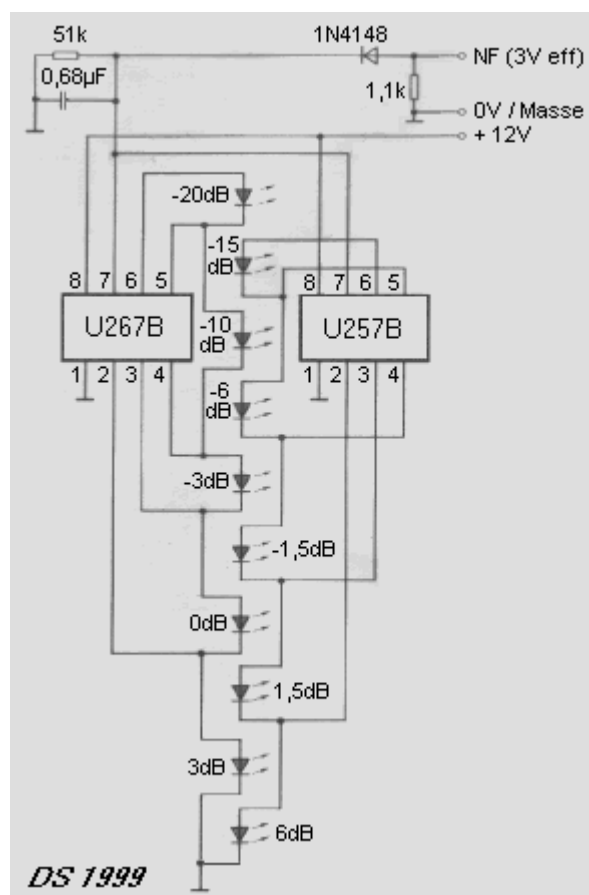 51k
1N4148
NF (3V eff)
0,68µF
1,1k
0V / Masse
+ 12V
-20dB
-15
dB
8 7 6 5
8 7 6 5
U267B
-10
dB
U257B
1 2 3 4
1 2 3 4
-6
dB
-3dB
-1,5dB
0dB
1,5dB
3dB
6dB
DS 1999